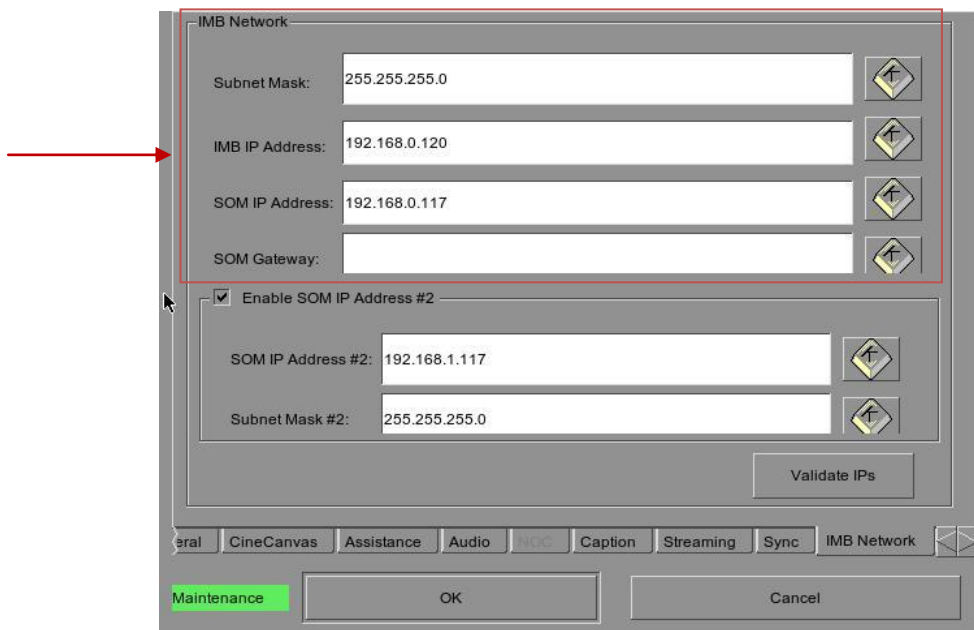 IMB Network
Subnet Mask: 255.255.255.0
IMB IP Address: 192.168.0.120
SOM IP Address: 192.168.0.117
SOM Gateway:
Enable SOM IP Address #2
SOM IP Address #2: 192.168.1.117
Subnet Mask #2: 255.255.255.0
Validate IPs
eral CineCanvas Assistance Audio NOC Caption Streaming Sync IMB Network
Maintenance OK Cancel